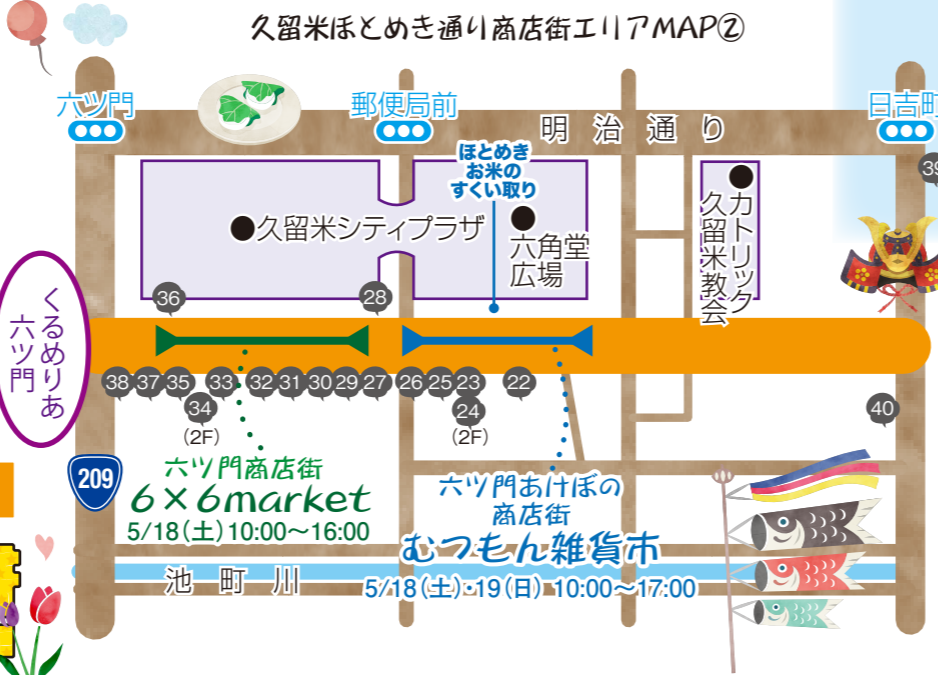 久留米ほとめき通り商店街エリアMAP②
六ツ門
郵便局前
日吉町
明治通り
ほとめき
お米の
すくい取り
久留米シティプラザ
六角堂
広場
カトリック
久留米教会
39
36
28
くるめりあ
六ツ門
38
37
35
33
32
31
30
29
27
26
25
23
22
34
(2F)
24
(2F)
40
209
六ツ門商店街
6×6market
5/18(土)10:00〜16:00
六ツ門あけぼの
商店街
むつもん雑貨市
5/18(土)・19(日) 10:00〜17:00
池町川